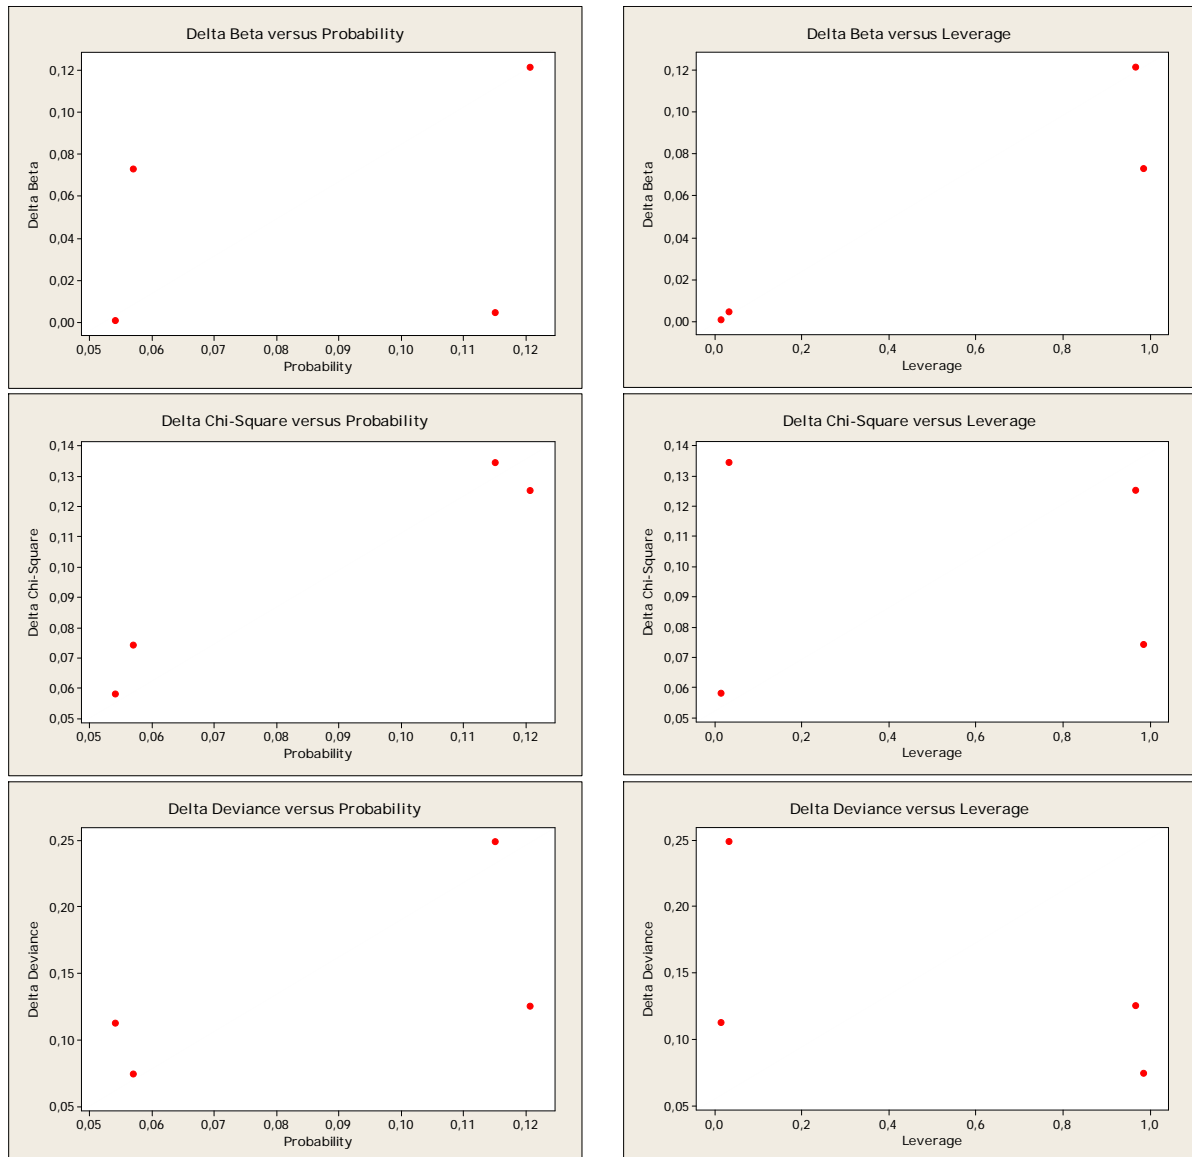 Delta Beta versus Probability
0,12
0,10
0,08
0,06
0,04
0,02
0,00
Delta Beta
0,05 0,06 0,07 0,08 0,09 0,10 0,11 0,12
Probability
Delta Beta versus Leverage
0,12
0,10
0,08
0,06
0,04
0,02
0,00
Delta Beta
0,0 0,2 0,4 0,6 0,8 1,0
Leverage
Delta Chi-Square versus Probability
0,14
0,13
0,12
0,11
0,10
0,09
0,08
0,07
0,06
0,05
Delta Chi-Square
0,05 0,06 0,07 0,08 0,09 0,10 0,11 0,12
Probability
Delta Chi-Square versus Leverage
0,14
0,13
0,12
0,11
0,10
0,09
0,08
0,07
0,06
0,05
Delta Chi-Square
0,0 0,2 0,4 0,6 0,8 1,0
Leverage
Delta Deviance versus Probability
0,25
0,20
0,15
0,10
0,05
Delta Deviance
0,05 0,06 0,07 0,08 0,09 0,10 0,11 0,12
Probability
Delta Deviance versus Leverage
0,25
0,20
0,15
0,10
0,05
Delta Deviance
0,0 0,2 0,4 0,6 0,8 1,0
Leverage